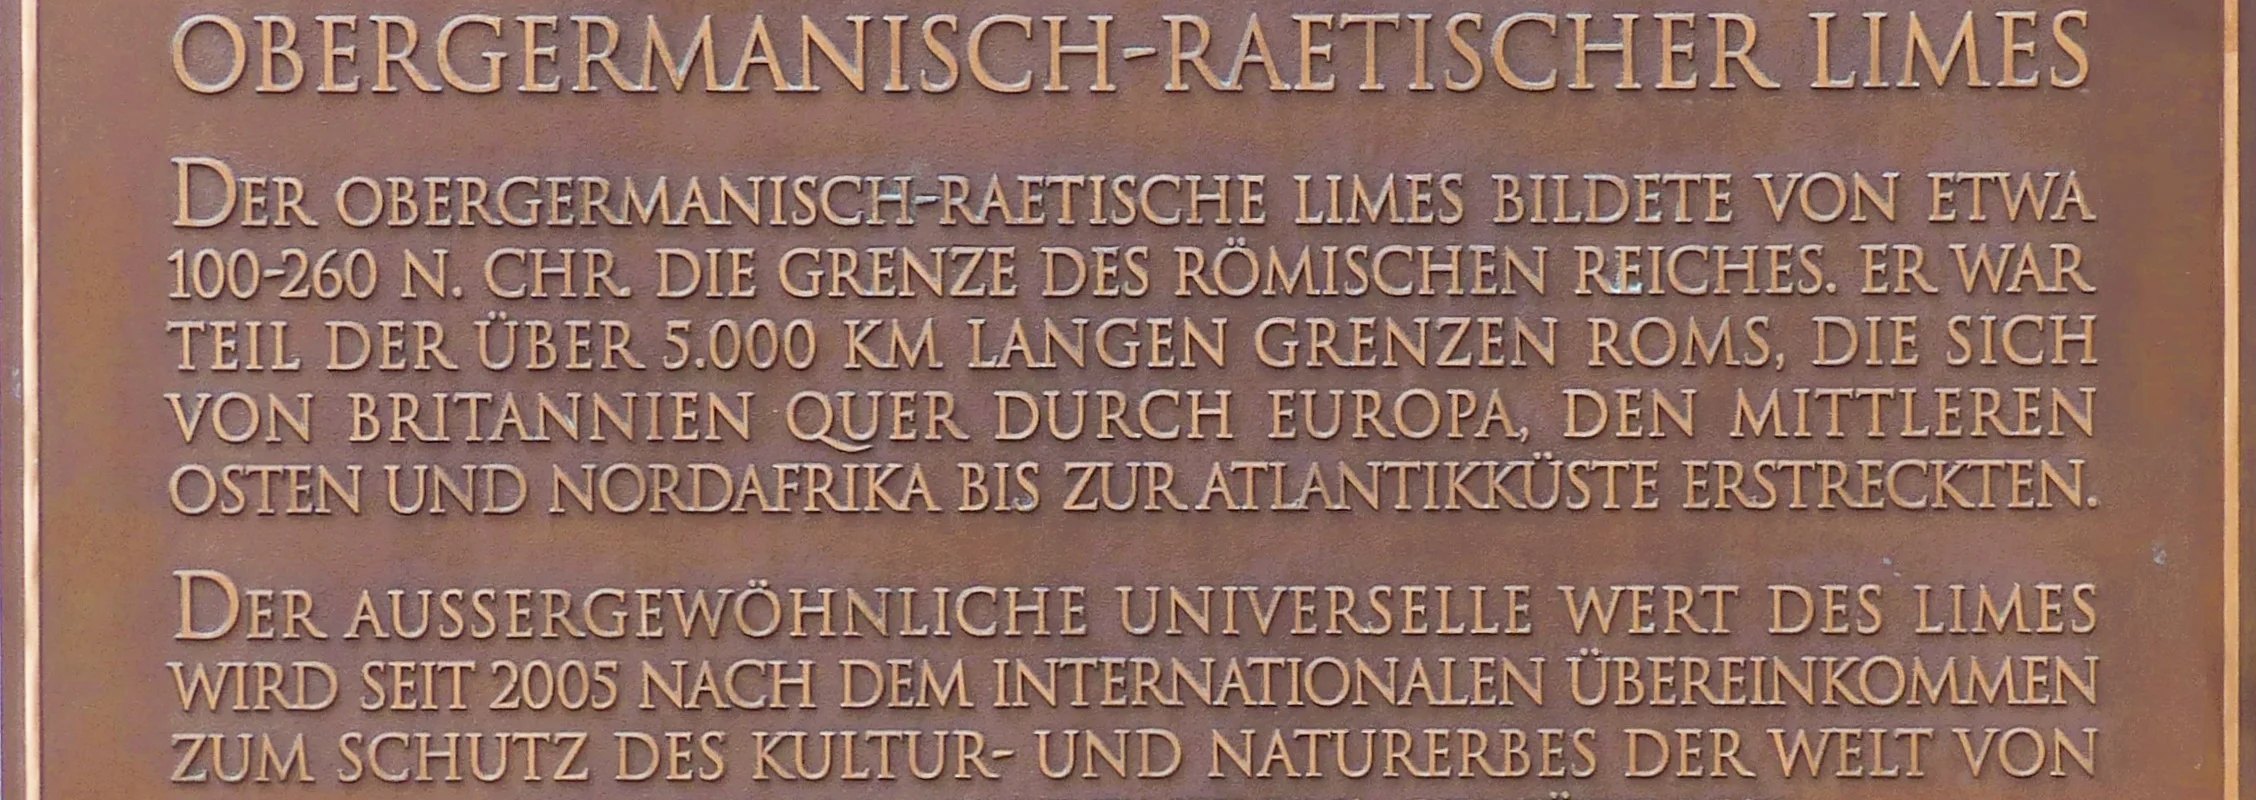 OBERGERMANISCH-RAETISCHER LIMES
DER OBERGERMANISCH-RAETISCHE LIMES BILDETE VON ETWA
100-260 N. CHR. DIE GRENZE DES RÖMISCHEN REICHES. ER WAR
TEIL DER ÜBER 5.000 KM LANGEN GRENZEN ROMS, DIE SICH
VON BRITANNIEN QUER DURCH EUROPA, DEN MITTLEREN
OSTEN UND NORDAFRIKA BIS ZUR ATLANTIKKÜSTE ERSTRECKTEN.
DER AUSSERGEWÖHNLICHE UNIVERSELLE WERT DES LIMES
WIRD SEIT 2005 NACH DEM INTERNATIONALEN ÜBEREINKOMMEN
ZUM SCHUTZ DES KULTUR- UND NATURERBES DER WELT VON